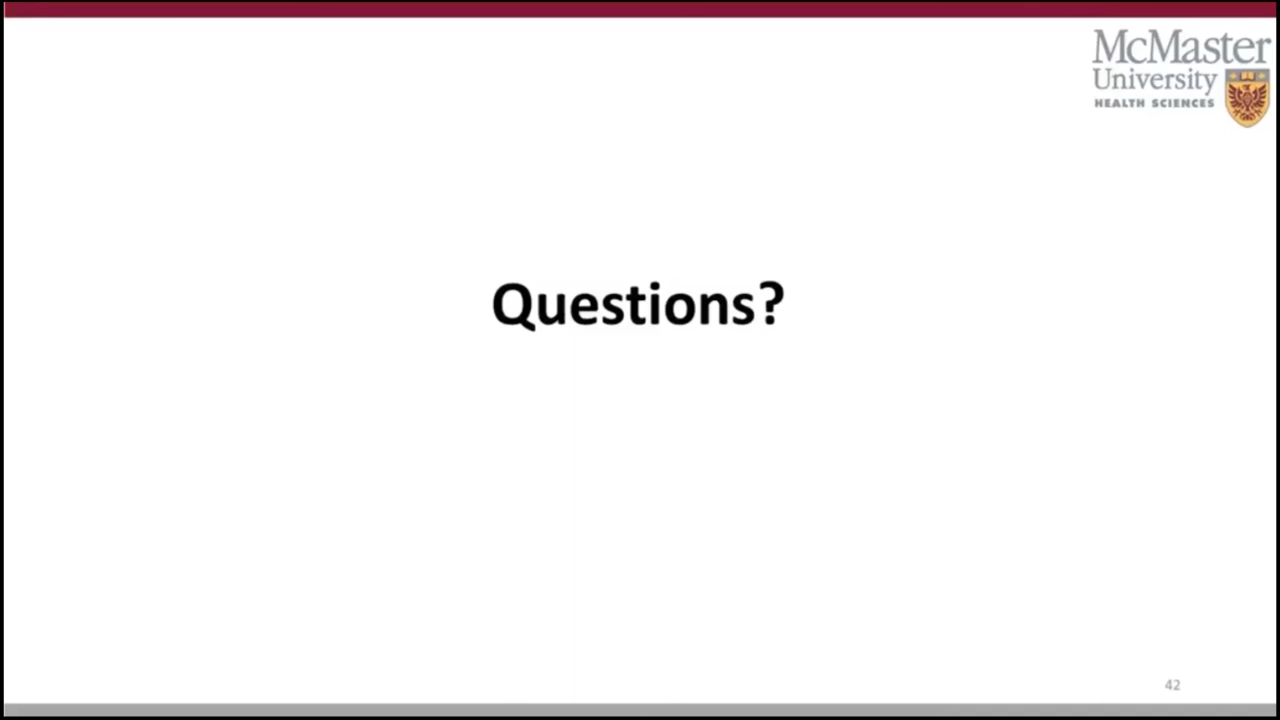 McMaster
University
HEALTH SCIENCES
Questions?
42